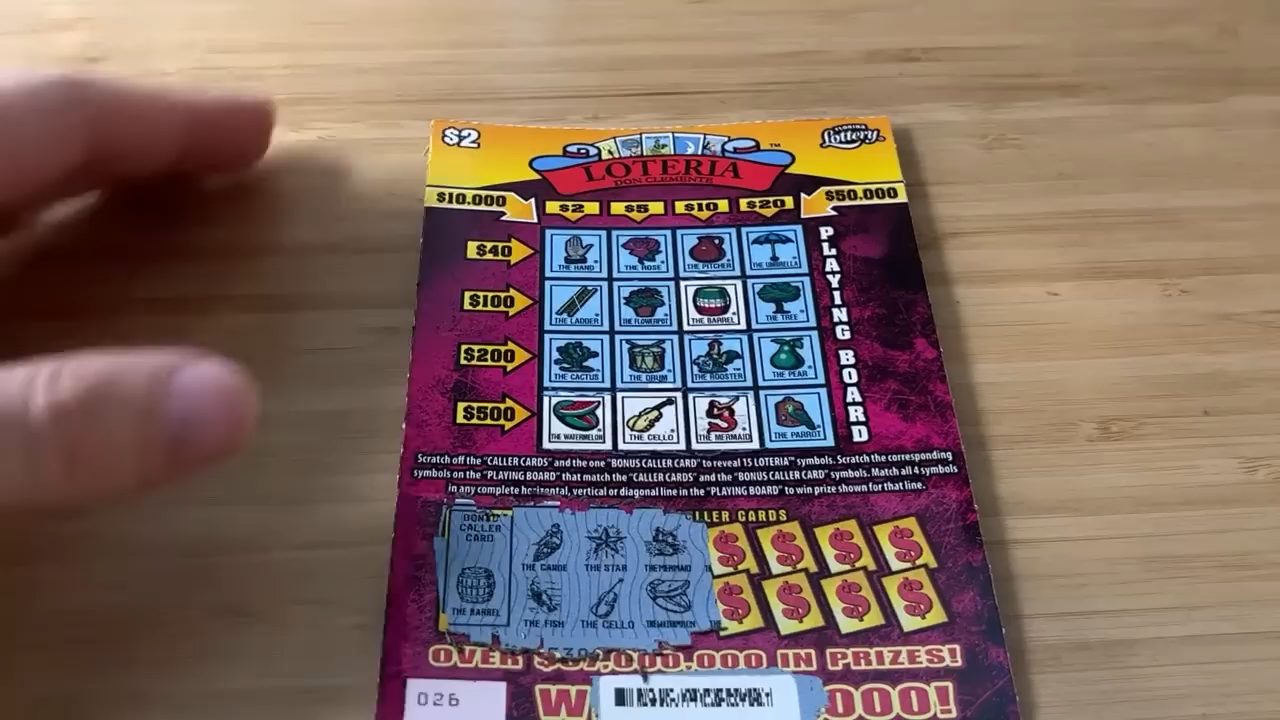 $2
FLORIDA Lottery
LOTERIA™
DON CLEMENTE
$10.000 $2 $5 $10 $20 $50.000
$40 THE HAND THE ROSE THE PITCHER THE UMBRELLA
$100 THE LADDER THE FLOWERPOT THE BARREL THE TREE
$200 THE CACTUS THE DRUM THE ROOSTER THE PEAR
$500 THE WATERMELON THE CELLO THE MERMAID THE PARROT
PLAYING BOARD
Scratch off the "CALLER CARDS" and the one "BONUS CALLER CARD" to reveal 15 LOTERIA™ symbols. Scratch the corresponding
symbols on the "PLAYING BOARD" that match the "CALLER CARDS" and the "BONUS CALLER CARD" symbols. Match all 4 symbols
in any complete horizontal, vertical or diagonal line in the "PLAYING BOARD" to win prize shown for that line.
BONUS
CALLER
CARD
THE BARREL
CARDS
THE STAR THE MERMAID
THE FISH THE CELLO THE WATERMELON THE
$ $ $ $
$ $ $ $
IN PRIZES!
026
000!